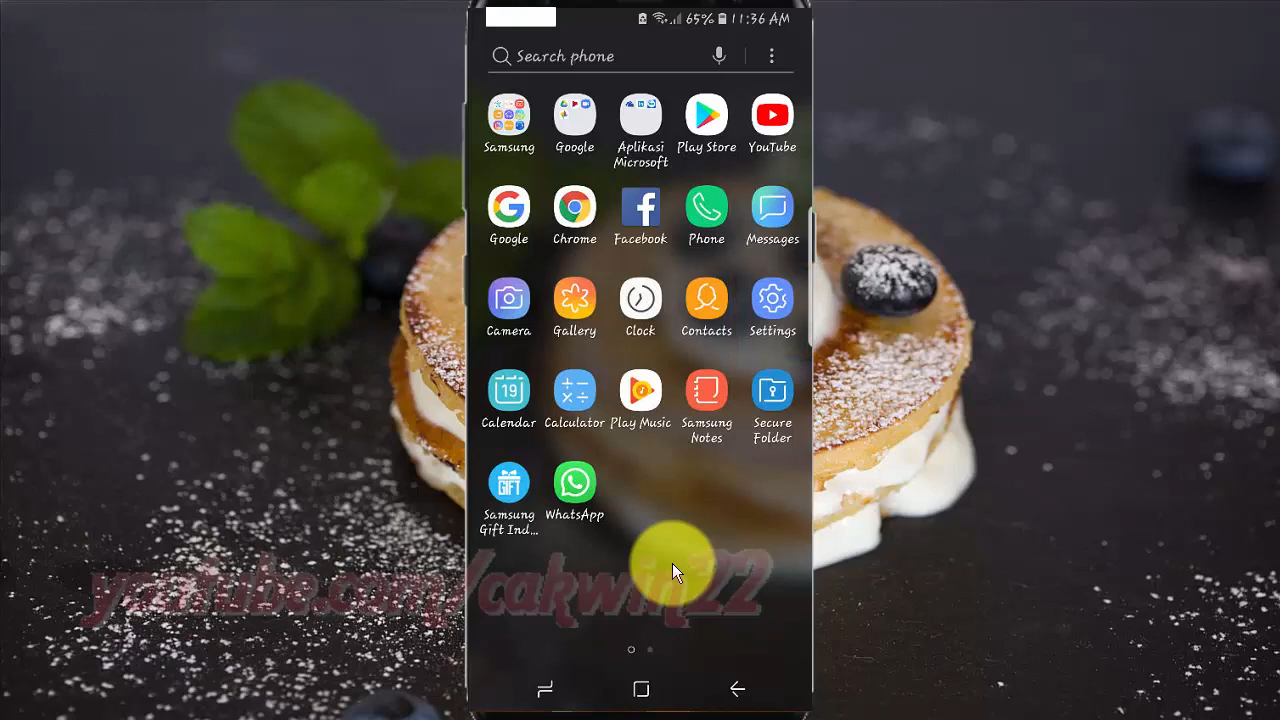 65% 11:36 AM
Search phone
Samsung
Google
Aplikasi
Microsoft
Play Store
YouTube
Google
Chrome
Facebook
Phone
Messages
Camera
Gallery
Clock
Contacts
Settings
19
Calendar
Calculator
Play Music
Samsung
Notes
Secure
Folder
GIFT
Samsung
Gift Ind...
WhatsApp
youtube.com/cakwin22